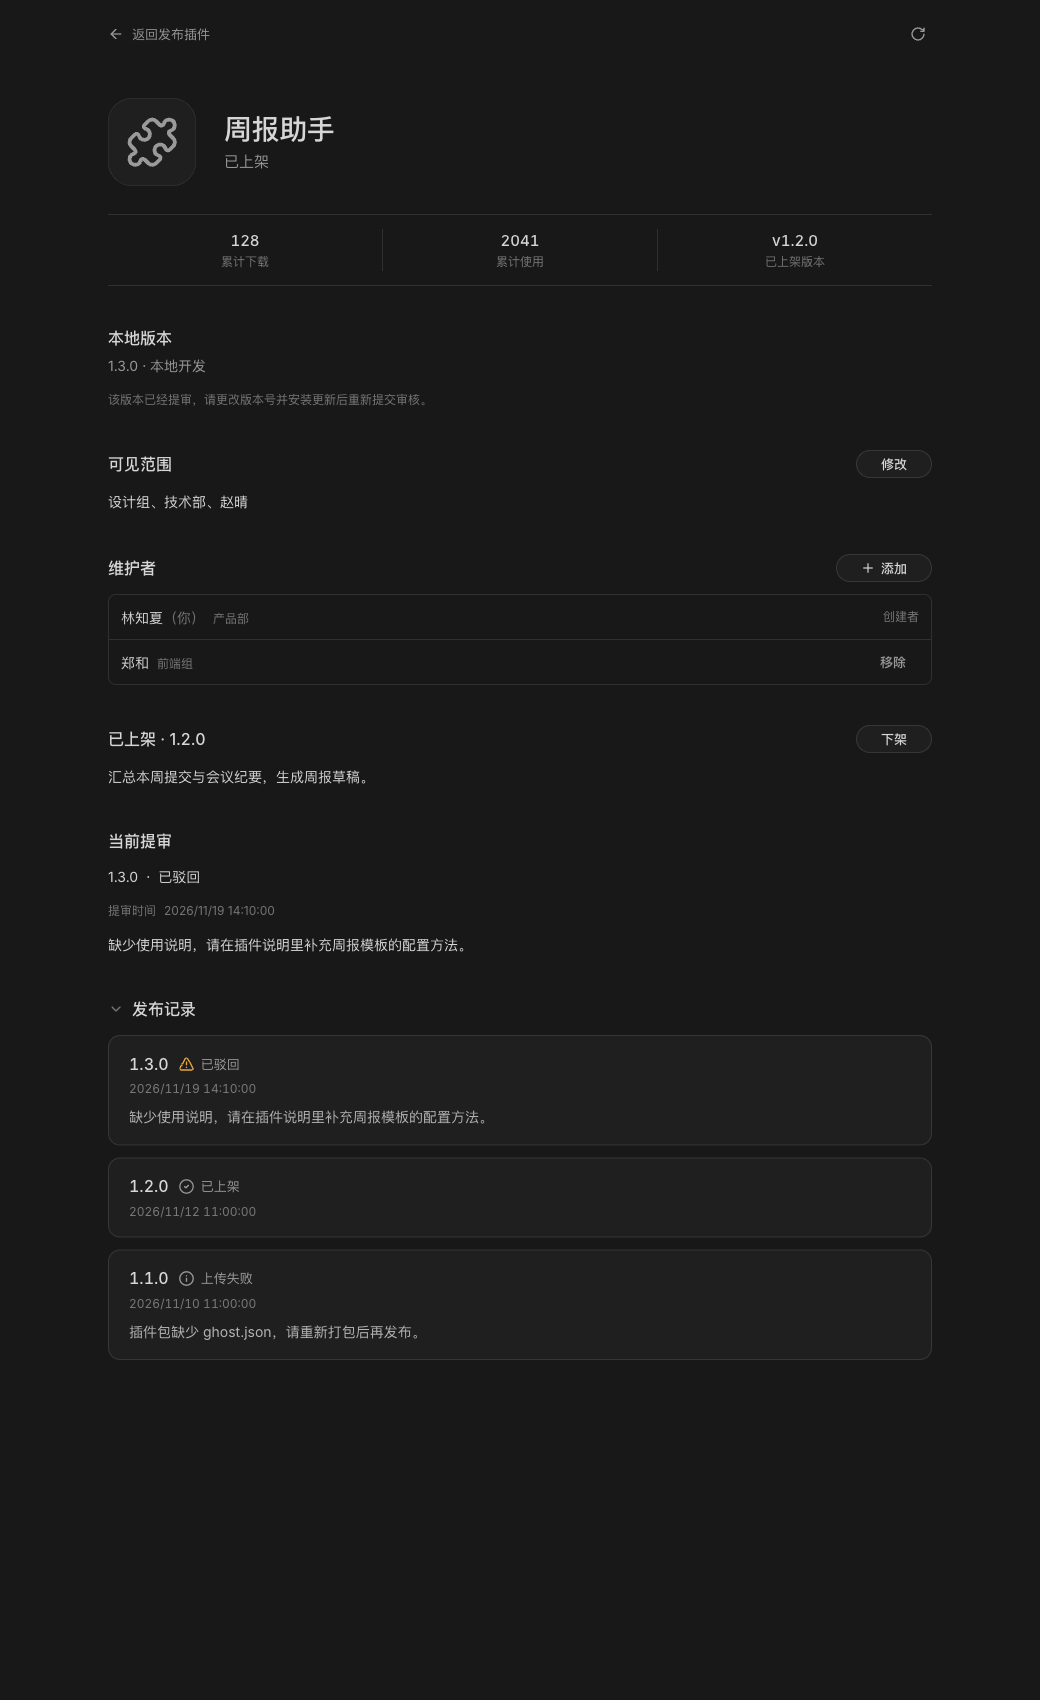 返回发布插件
周报助手
已上架
128
累计下载
2041
累计使用
v1.2.0
已上架版本
本地版本
1.3.0 · 本地开发
该版本已经提审，请更改版本号并安装更新后重新提交审核。
可见范围
修改
设计组、技术部、赵晴
维护者
添加
林知夏（你） 产品部
创建者
郑和 前端组
移除
已上架 · 1.2.0
下架
汇总本周提交与会议纪要，生成周报草稿。
当前提审
1.3.0 · 已驳回
提审时间 2026/11/19 14:10:00
缺少使用说明，请在插件说明里补充周报模板的配置方法。
发布记录
1.3.0 已驳回
2026/11/19 14:10:00
缺少使用说明，请在插件说明里补充周报模板的配置方法。
1.2.0 已上架
2026/11/12 11:00:00
1.1.0 上传失败
2026/11/10 11:00:00
插件包缺少 ghost.json，请重新打包后再发布。